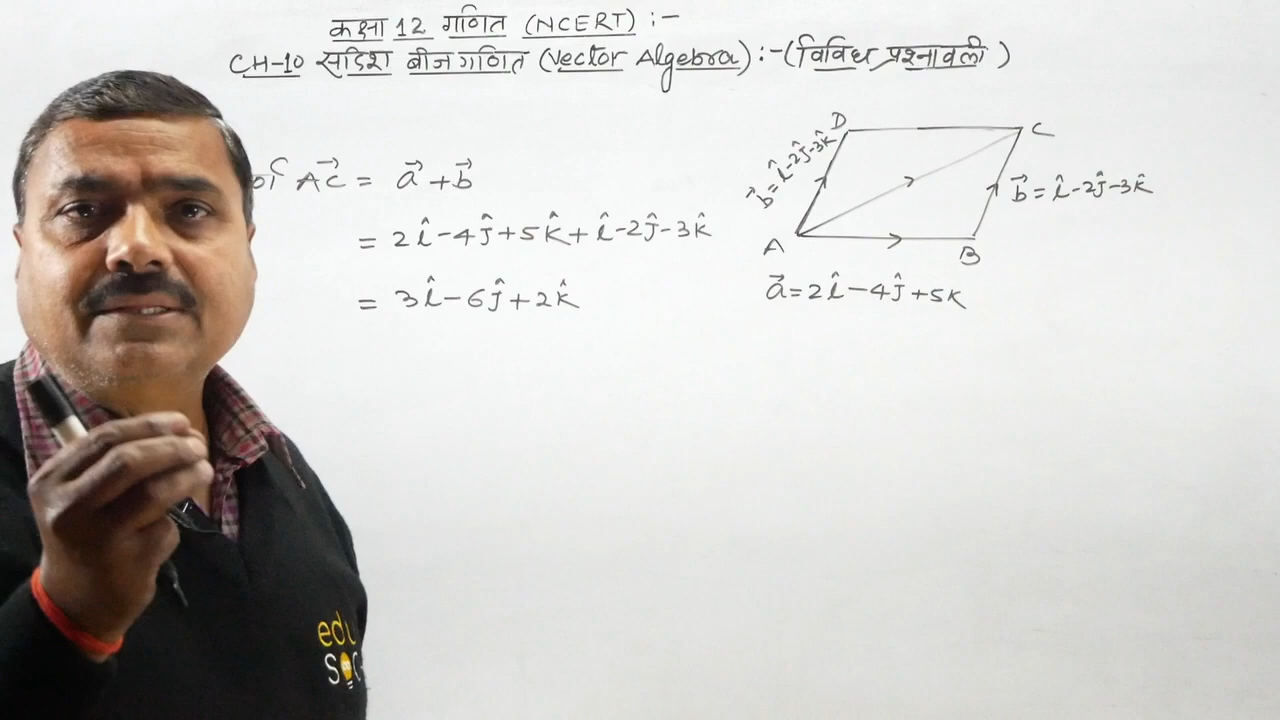 कक्षा 12 गणित (NCERT) :-
CH-10 सदिश बीजगणित (Vector Algebra) :- (विविध प्रश्नावली)
AC⃗ = a⃗ + b⃗
= 2î - 4ĵ + 5k̂ + î - 2ĵ - 3k̂
= 3î - 6ĵ + 2k̂
D
C
b⃗ = î - 2ĵ - 3k̂
b⃗ = î - 2ĵ - 3k̂
A
B
a⃗ = 2î - 4ĵ + 5k
edu